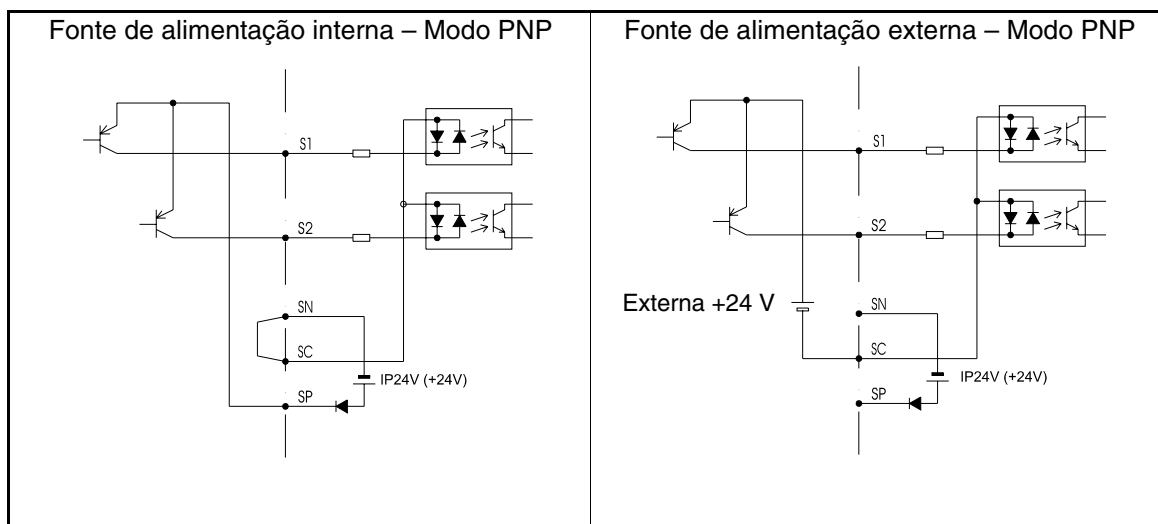 Fonte de alimentação interna – Modo PNP
S1
S2
SN
SC
IP24V (+24V)
SP
Fonte de alimentação externa – Modo PNP
S1
S2
Externa +24 V
SN
SC
IP24V (+24V)
SP